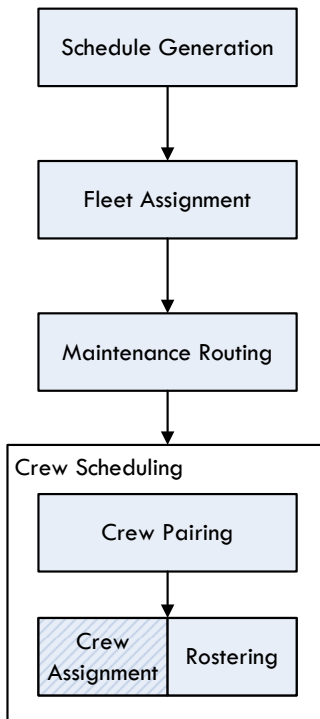 Schedule Generation
Fleet Assignment
Maintenance Routing
Crew Scheduling
Crew Pairing
Crew
Assignment
Rostering